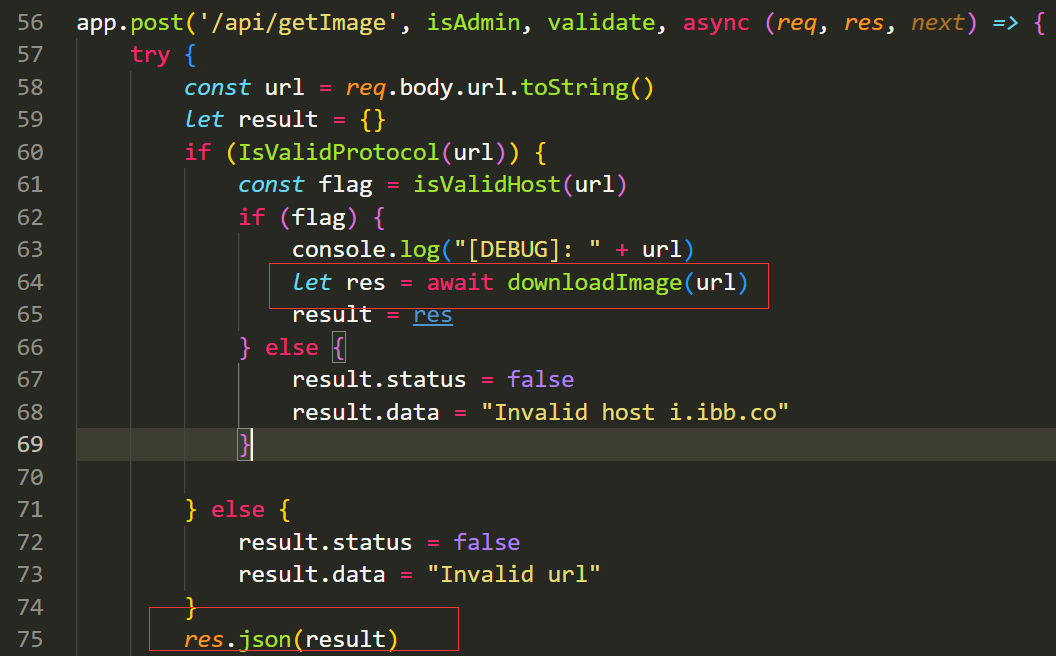 56 app.post('/api/getImage', isAdmin, validate, async (req, res, next) => {
57 try {
58 const url = req.body.url.toString()
59 let result = {}
60 if (IsValidProtocol(url)) {
61 const flag = isValidHost(url)
62 if (flag) {
63 console.log("[DEBUG]: " + url)
64 let res = await downloadImage(url)
65 result = res
66 } else {
67 result.status = false
68 result.data = "Invalid host i.ibb.co"
69 }
70
71 } else {
72 result.status = false
73 result.data = "Invalid url"
74 }
75 res.json(result)